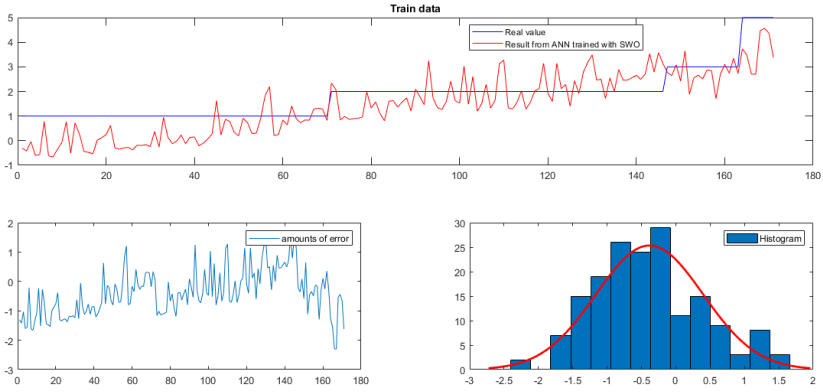 Train data
5
4
3
2
1
0
-1
Real value
Result from ANN trained with SWO
0 20 40 60 80 100 120 140 160 180
2
1
0
-1
-2
-3
amounts of error
0 20 40 60 80 100 120 140 160 180
30
25
20
15
10
5
0
Histogram
-3 -2.5 -2 -1.5 -1 -0.5 0 0.5 1 1.5 2